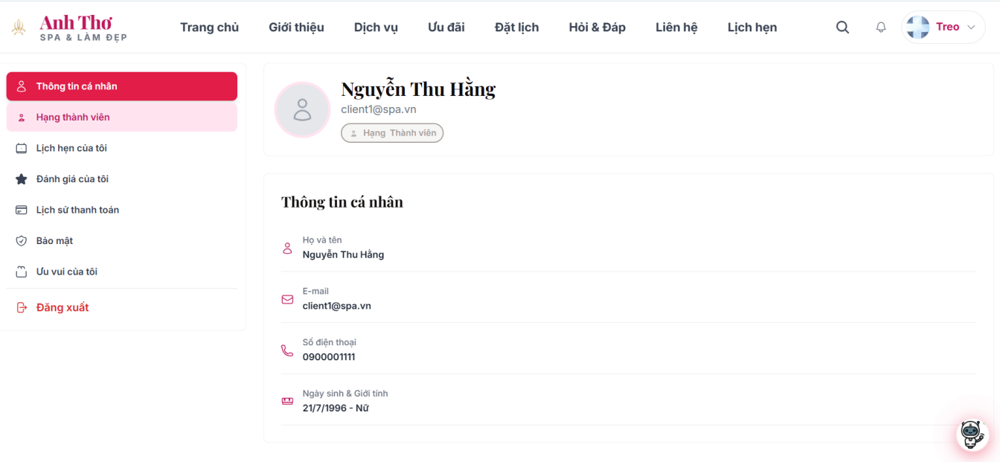 Anh Thơ
SPA & LÀM ĐẸP
Trang chủ
Giới thiệu
Dịch vụ
Ưu đãi
Đặt lịch
Hỏi & Đáp
Liên hệ
Lịch hẹn
Treo
Thông tin cá nhân
Hạng thành viên
Lịch hẹn của tôi
Đánh giá của tôi
Lịch sử thanh toán
Bảo mật
Ưu vui của tôi
Đăng xuất
Nguyễn Thu Hằng
client1@spa.vn
Hạng Thành viên
Thông tin cá nhân
Họ và tên
Nguyễn Thu Hằng
E-mail
client1@spa.vn
Số điện thoại
0900001111
Ngày sinh & Giới tính
21/7/1996 - Nữ